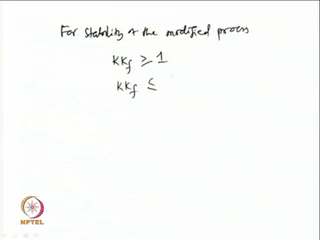 For stability of the modified process
KKf ≥ 1
KKf ≤
NPTEL